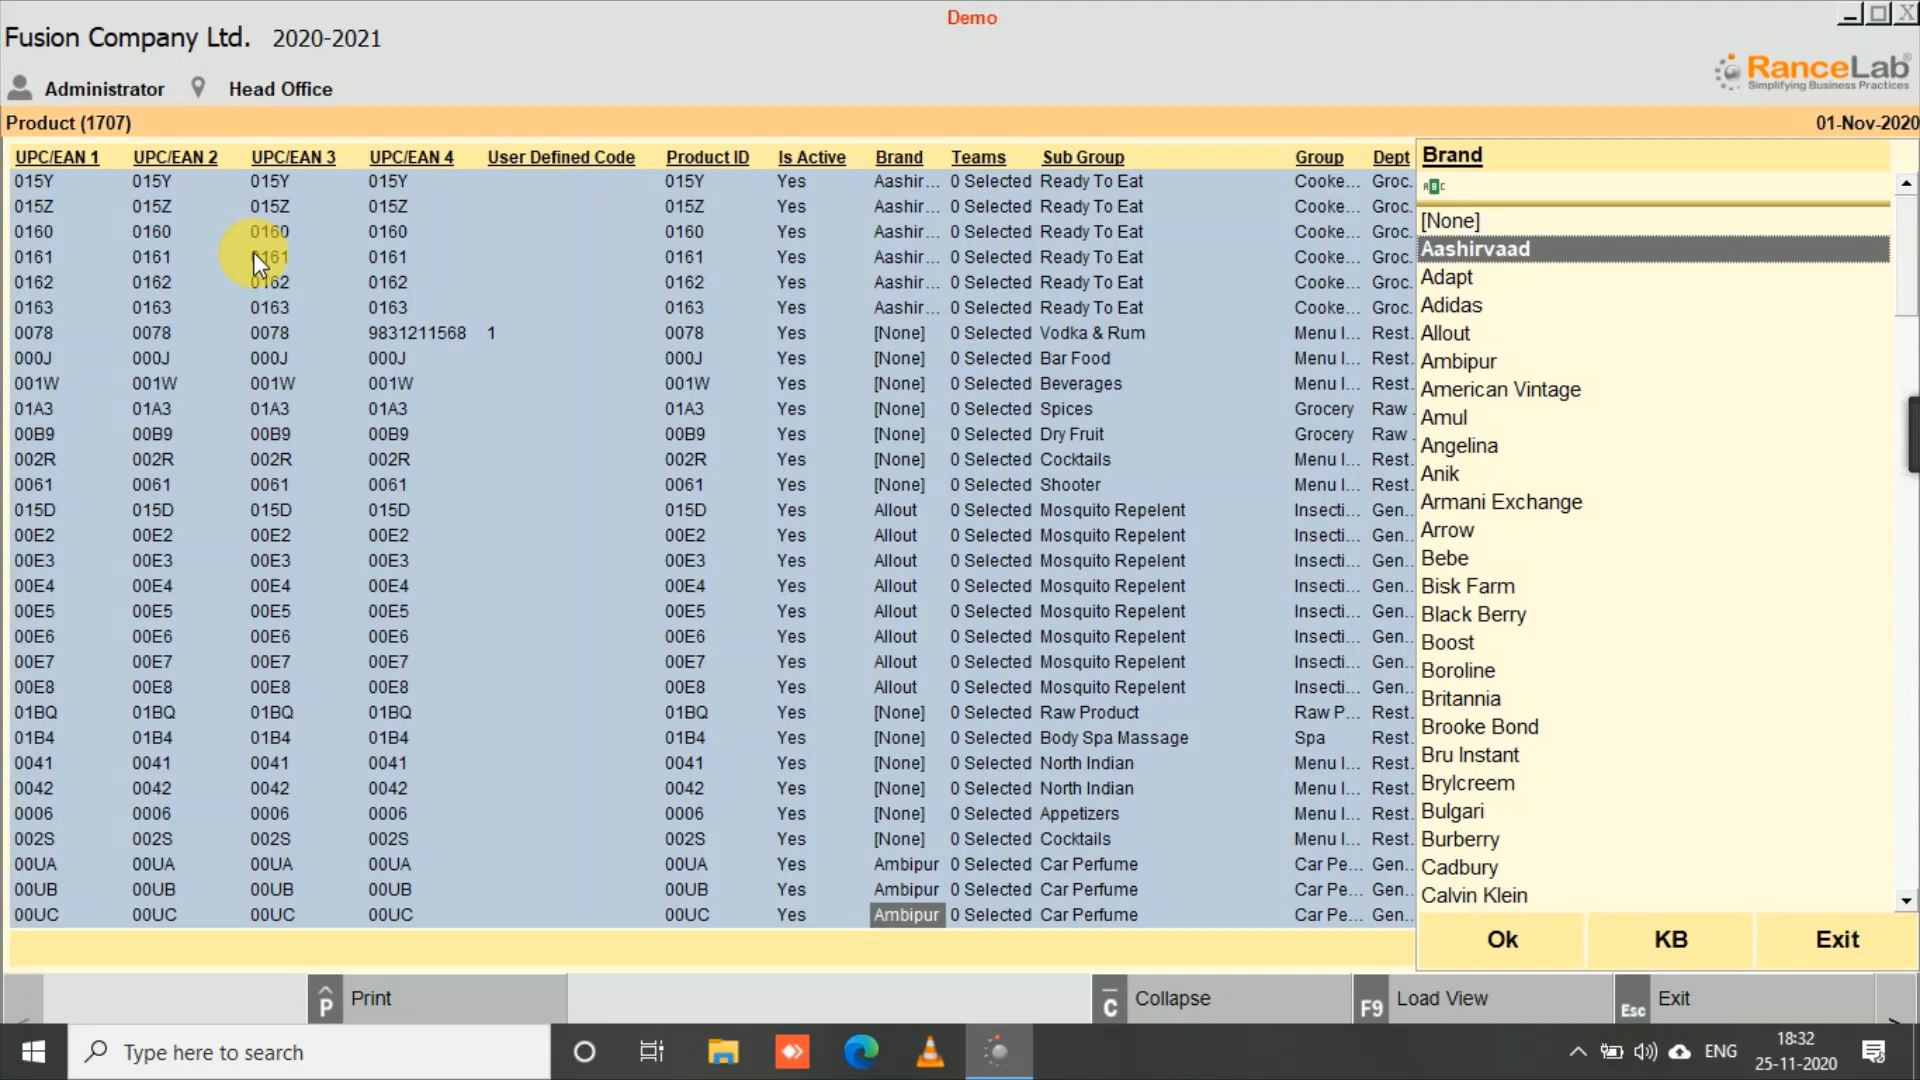 Demo
Fusion Company Ltd. 2020-2021
Administrator Head Office
RanceLab®
Simplifying Business Practices
Product (1707) 01-Nov-2020
UPC/EAN 1 UPC/EAN 2 UPC/EAN 3 UPC/EAN 4 User Defined Code Product ID Is Active Brand Teams Sub Group Group Dept
015Y 015Y 015Y 015Y 015Y Yes Aashir... 0 Selected Ready To Eat Cooke... Groc.
015Z 015Z 015Z 015Z 015Z Yes Aashir... 0 Selected Ready To Eat Cooke... Groc.
0160 0160 0160 0160 0160 Yes Aashir... 0 Selected Ready To Eat Cooke... Groc.
0161 0161 0161 0161 0161 Yes Aashir... 0 Selected Ready To Eat Cooke... Groc.
0162 0162 0162 0162 0162 Yes Aashir... 0 Selected Ready To Eat Cooke... Groc.
0163 0163 0163 0163 0163 Yes Aashir... 0 Selected Ready To Eat Cooke... Groc.
0078 0078 0078 9831211568 1 0078 Yes [None] 0 Selected Vodka & Rum Menu I... Rest.
000J 000J 000J 000J 000J Yes [None] 0 Selected Bar Food Menu I... Rest.
001W 001W 001W 001W 001W Yes [None] 0 Selected Beverages Menu I... Rest.
01A3 01A3 01A3 01A3 01A3 Yes [None] 0 Selected Spices Grocery Raw .
00B9 00B9 00B9 00B9 00B9 Yes [None] 0 Selected Dry Fruit Grocery Raw .
002R 002R 002R 002R 002R Yes [None] 0 Selected Cocktails Menu I... Rest.
0061 0061 0061 0061 0061 Yes [None] 0 Selected Shooter Menu I... Rest.
015D 015D 015D 015D 015D Yes Allout 0 Selected Mosquito Repelent Insecti... Gen..
00E2 00E2 00E2 00E2 00E2 Yes Allout 0 Selected Mosquito Repelent Insecti... Gen..
00E3 00E3 00E3 00E3 00E3 Yes Allout 0 Selected Mosquito Repelent Insecti... Gen..
00E4 00E4 00E4 00E4 00E4 Yes Allout 0 Selected Mosquito Repelent Insecti... Gen..
00E5 00E5 00E5 00E5 00E5 Yes Allout 0 Selected Mosquito Repelent Insecti... Gen..
00E6 00E6 00E6 00E6 00E6 Yes Allout 0 Selected Mosquito Repelent Insecti... Gen..
00E7 00E7 00E7 00E7 00E7 Yes Allout 0 Selected Mosquito Repelent Insecti... Gen..
00E8 00E8 00E8 00E8 00E8 Yes Allout 0 Selected Mosquito Repelent Insecti... Gen..
01BQ 01BQ 01BQ 01BQ 01BQ Yes [None] 0 Selected Raw Product Raw P... Rest.
01B4 01B4 01B4 01B4 01B4 Yes [None] 0 Selected Body Spa Massage Spa Rest.
0041 0041 0041 0041 0041 Yes [None] 0 Selected North Indian Menu I... Rest.
0042 0042 0042 0042 0042 Yes [None] 0 Selected North Indian Menu I... Rest.
0006 0006 0006 0006 0006 Yes [None] 0 Selected Appetizers Menu I... Rest.
002S 002S 002S 002S 002S Yes [None] 0 Selected Cocktails Menu I... Rest.
00UA 00UA 00UA 00UA 00UA Yes Ambipur 0 Selected Car Perfume Car Pe... Gen..
00UB 00UB 00UB 00UB 00UB Yes Ambipur 0 Selected Car Perfume Car Pe... Gen..
00UC 00UC 00UC 00UC 00UC Yes Ambipur 0 Selected Car Perfume Car Pe... Gen..
Brand
ABC
[None]
Aashirvaad
Adapt
Adidas
Allout
Ambipur
American Vintage
Amul
Angelina
Anik
Armani Exchange
Arrow
Bebe
Bisk Farm
Black Berry
Boost
Boroline
Britannia
Brooke Bond
Bru Instant
Brylcreem
Bulgari
Burberry
Cadbury
Calvin Klein
Ok KB Exit
P Print C Collapse F9 Load View Esc Exit
Type here to search ENG 18:32
25-11-2020